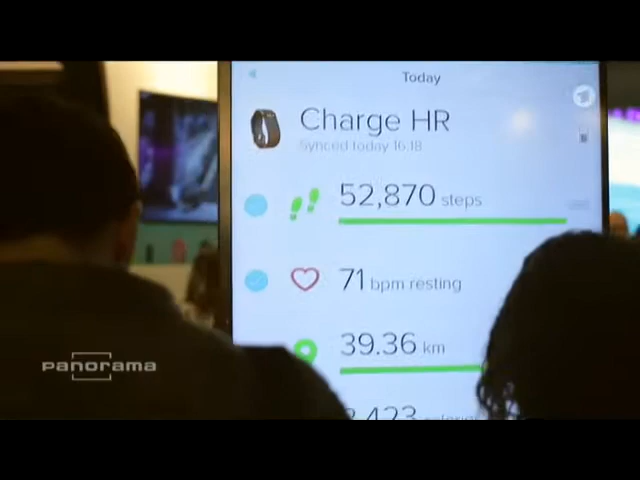 Today
Charge HR
Synced today 16:18
52,870 steps
71 bpm resting
39.36 km
panorama